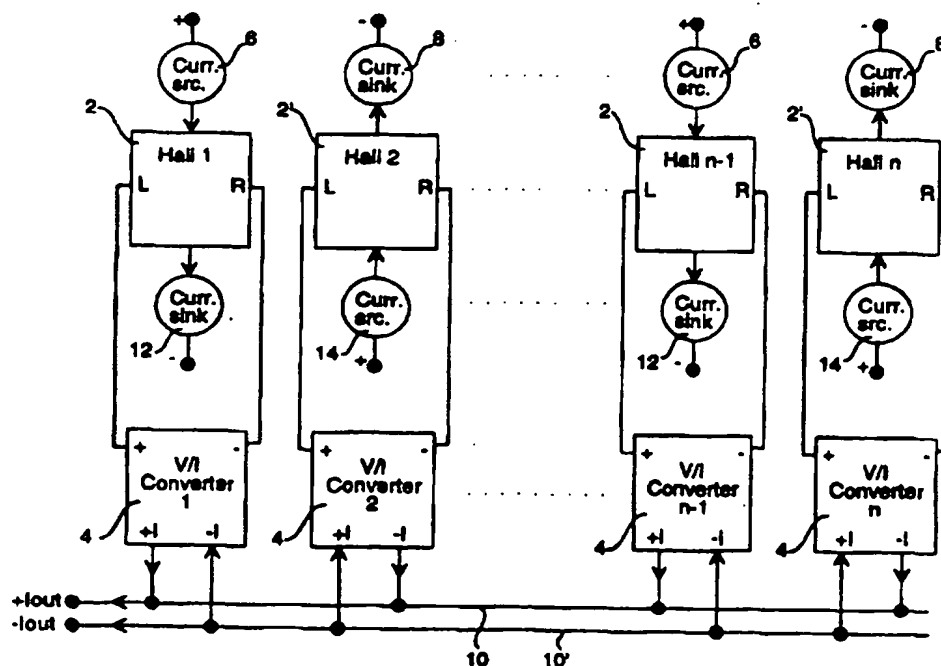 + 6 - 8 + 6 - 8
Curr. src. Curr. sink Curr. src. Curr. sink
2 2' 2 2'
Hall 1 Hall 2 Hall n-1 Hall n
L R L R L R L R
Curr. sink Curr. src. Curr. sink Curr. src.
12 - 14 + 12 - 14 +
+ - + - + - + -
V/I Converter 1 V/I Converter 2 V/I Converter n-1 V/I Converter n
4 4 4 4
+I -I +I -I +I -I +I -I
+Iout
-Iout
10 10'